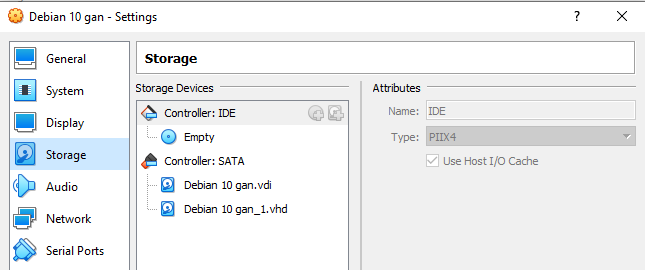 Debian 10 gan - Settings
? ×
General
System
Display
Storage
Audio
Network
Serial Ports
Storage
Storage Devices
Controller: IDE
Empty
Controller: SATA
Debian 10 gan.vdi
Debian 10 gan_1.vhd
Attributes
Name: IDE
Type: PIIX4
Use Host I/O Cache